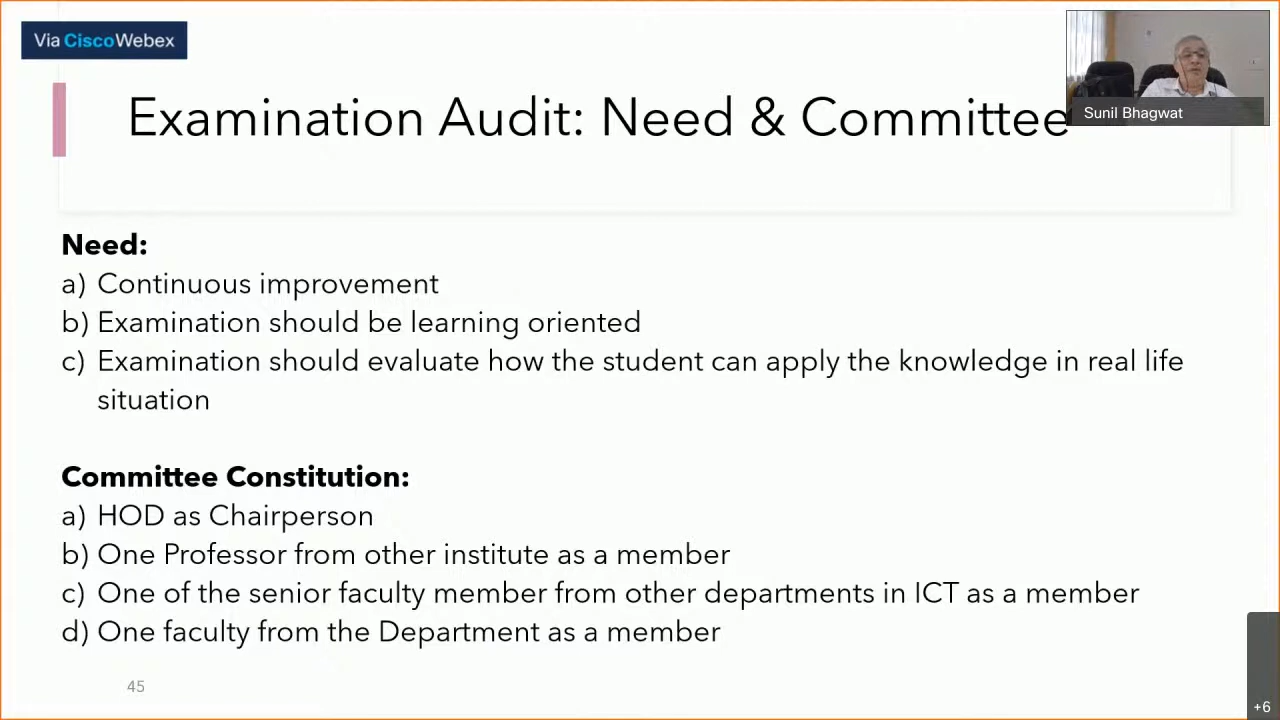 Via CiscoWebex
Sunil Bhagwat
Examination Audit: Need & Committee
Need:
a) Continuous improvement
b) Examination should be learning oriented
c) Examination should evaluate how the student can apply the knowledge in real life
situation
Committee Constitution:
a) HOD as Chairperson
b) One Professor from other institute as a member
c) One of the senior faculty member from other departments in ICT as a member
d) One faculty from the Department as a member
45
+6